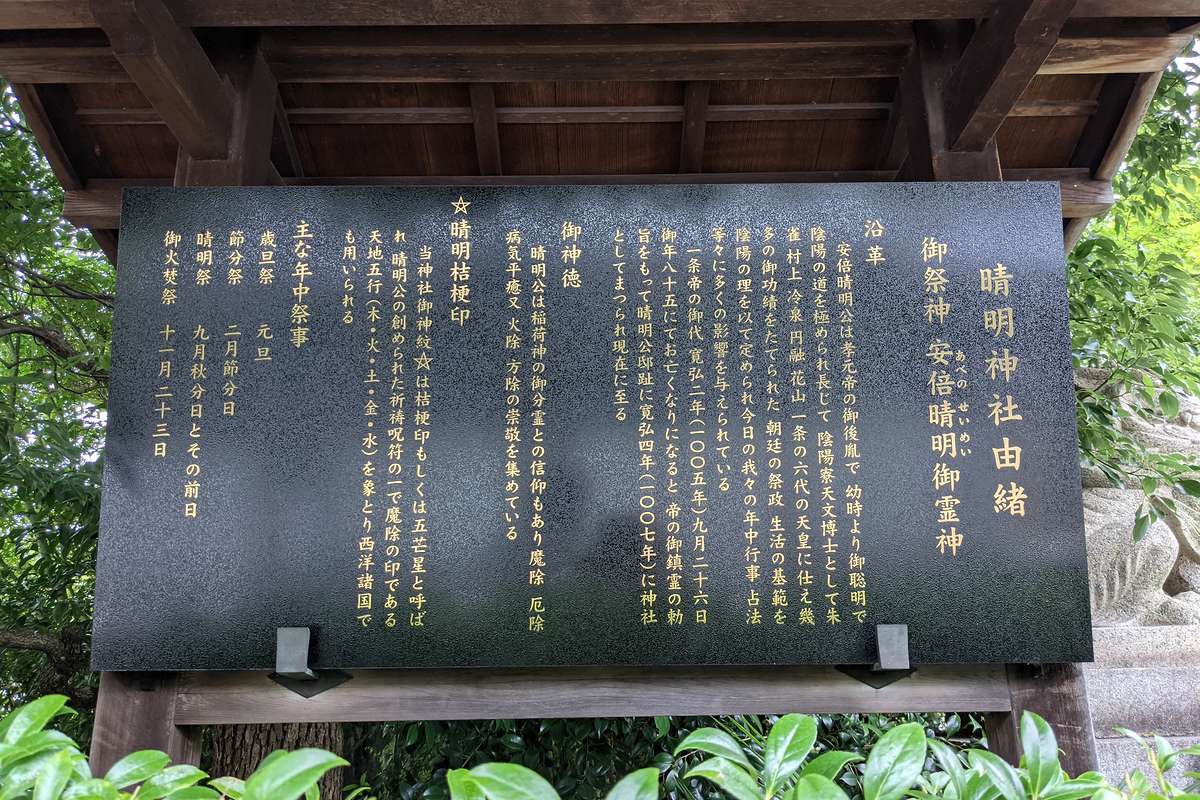 晴明神社由緒
御祭神 安倍晴明御霊神
あべの せいめい
沿革
安倍晴明公は孝元帝の御後胤で 幼時より御聡明で
陰陽の道を極められ長じて 陰陽寮天文博士として朱
雀 村上 冷泉 円融 花山 一条の六代の天皇に仕え幾
多の御功績をたてられた 朝廷の祭政 生活の基範を
陰陽の理を以て定められ今日の我々の年中行事 占法
等々に多くの影響を与えられている
一条帝の御代 寛弘二年(一〇〇五年)九月二十六日
御年八十五にてお亡くなりになると 帝の御鎮霊の勅
旨をもって晴明公邸趾に寛弘四年(一〇〇七年)に神社
としてまつられ現在に至る
御神徳
晴明公は稲荷神の御分霊との信仰もあり魔除 厄除
病気平癒又 火除 方除の崇敬を集めている
☆晴明桔梗印
当神社御神紋☆は桔梗印もしくは五芒星と呼ば
れ 晴明公の創められた祈祷呪符の一で魔除の印である
天地五行(木・火・土・金・水)を象とり西洋諸国で
も用いられる
主な年中祭事
歳旦祭 元旦
節分祭 二月節分日
晴明祭 九月秋分日とその前日
御火焚祭 十一月二十三日